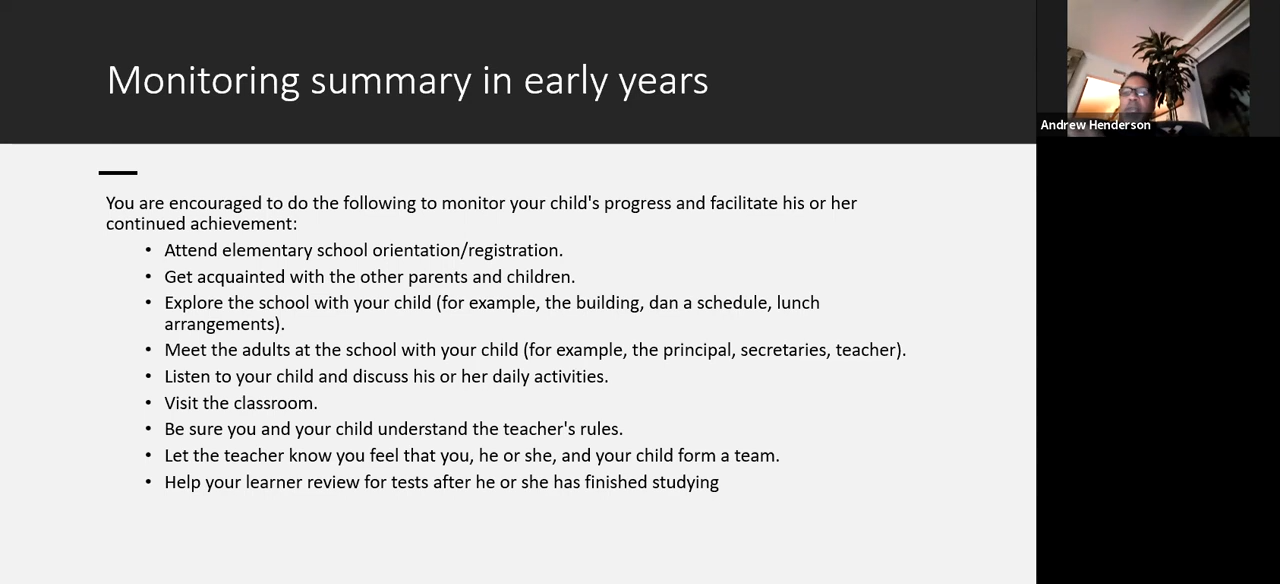 Monitoring summary in early years
Andrew Henderson
You are encouraged to do the following to monitor your child's progress and facilitate his or her
continued achievement:
• Attend elementary school orientation/registration.
• Get acquainted with the other parents and children.
• Explore the school with your child (for example, the building, dan a schedule, lunch
arrangements).
• Meet the adults at the school with your child (for example, the principal, secretaries, teacher).
• Listen to your child and discuss his or her daily activities.
• Visit the classroom.
• Be sure you and your child understand the teacher's rules.
• Let the teacher know you feel that you, he or she, and your child form a team.
• Help your learner review for tests after he or she has finished studying